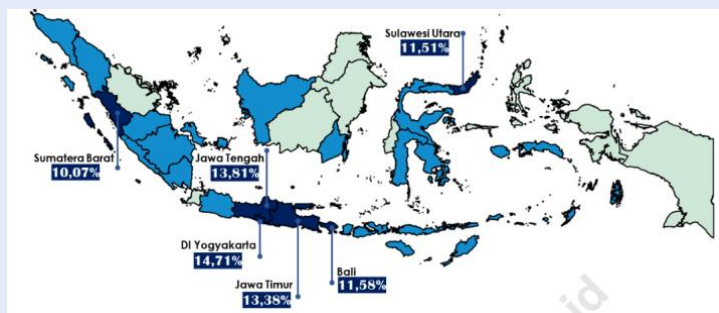 Sulawesi Utara
11,51%
Sumatera Barat
10,07%
Jawa Tengah
13,81%
DI Yogyakarta
14,71%
Jawa Timur
13,38%
Bali
11,58%
id